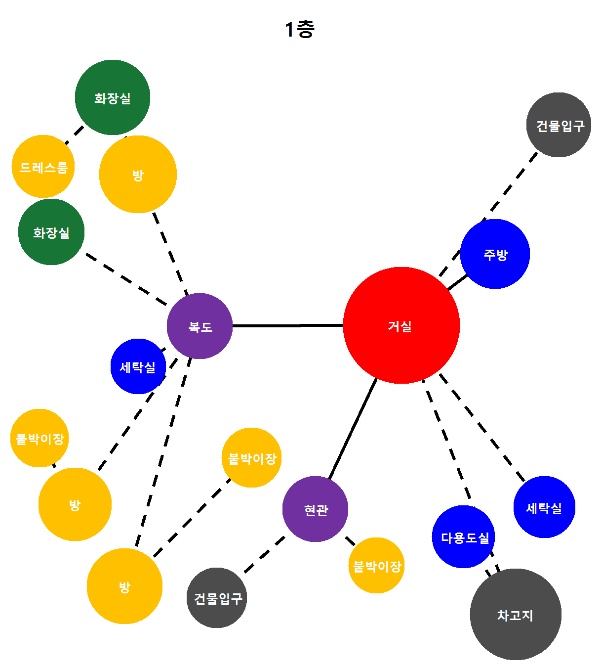 1층
화장실
건물입구
드레스룸
방
화장실
주방
복도
거실
세탁실
붙박이장
붙박이장
방
현관
세탁실
다용도실
붙박이장
방
건물입구
차고지